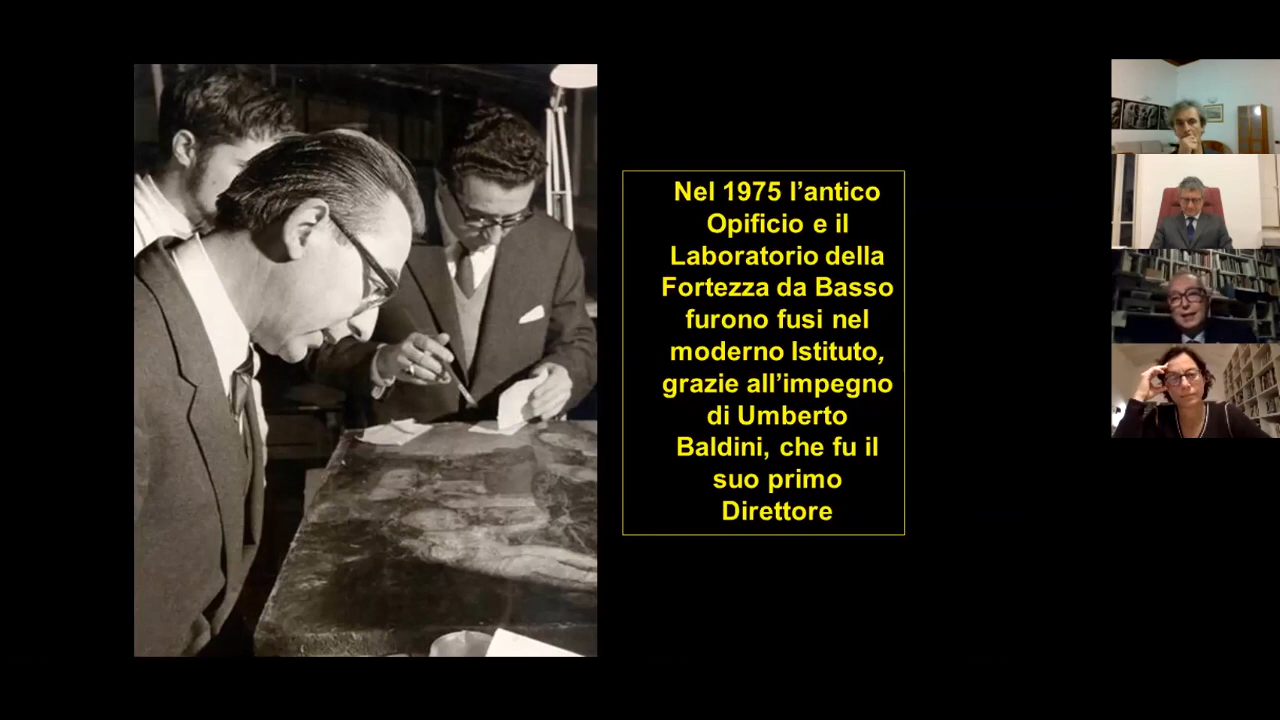 Nel 1975 l’antico
Opificio e il
Laboratorio della
Fortezza da Basso
furono fusi nel
moderno Istituto,
grazie all’impegno
di Umberto
Baldini, che fu il
suo primo
Direttore